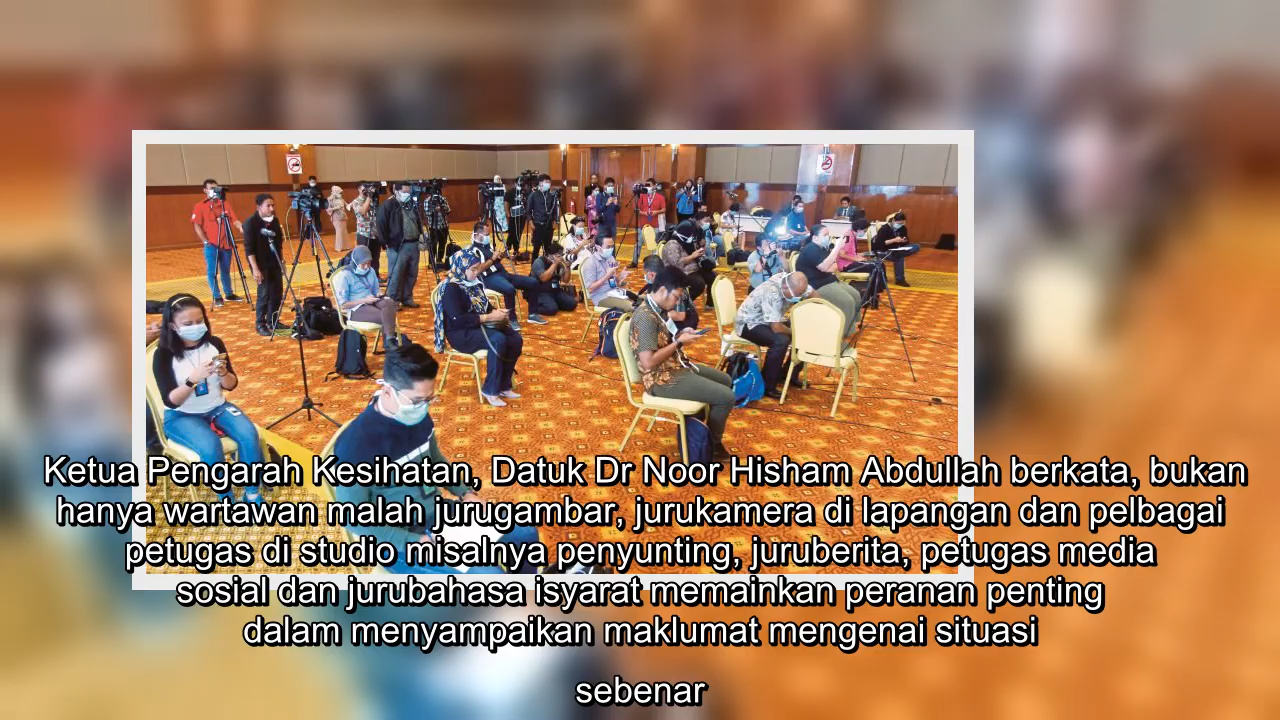 Ketua Pengarah Kesihatan, Datuk Dr Noor Hisham Abdullah berkata, bukan
hanya wartawan malah jurugambar, jurukamera di lapangan dan pelbagai
petugas di studio misalnya penyunting, juruberita, petugas media
sosial dan jurubahasa isyarat memainkan peranan penting
dalam menyampaikan maklumat mengenai situasi
sebenar